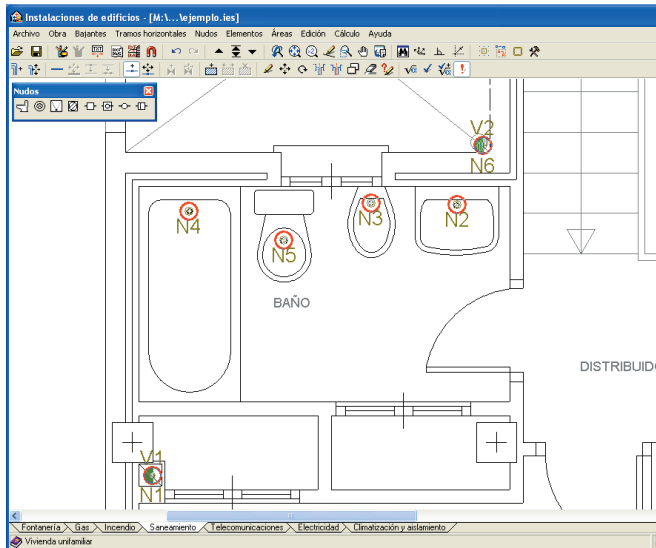 Instalaciones de edificios - [M:\...\ejemplo.ies]
Archivo Obra Bajantes Tramos horizontales Nudos Elementos Áreas Edición Cálculo Ayuda
Nudos
V2
N6
N4
N5
N3
N2
BAÑO
DISTRIBUIDO
V1
N1
Fontanería Gas Incendio Saneamiento Telecomunicaciones Electricidad Climatización y aislamiento
Vivienda unifamiliar